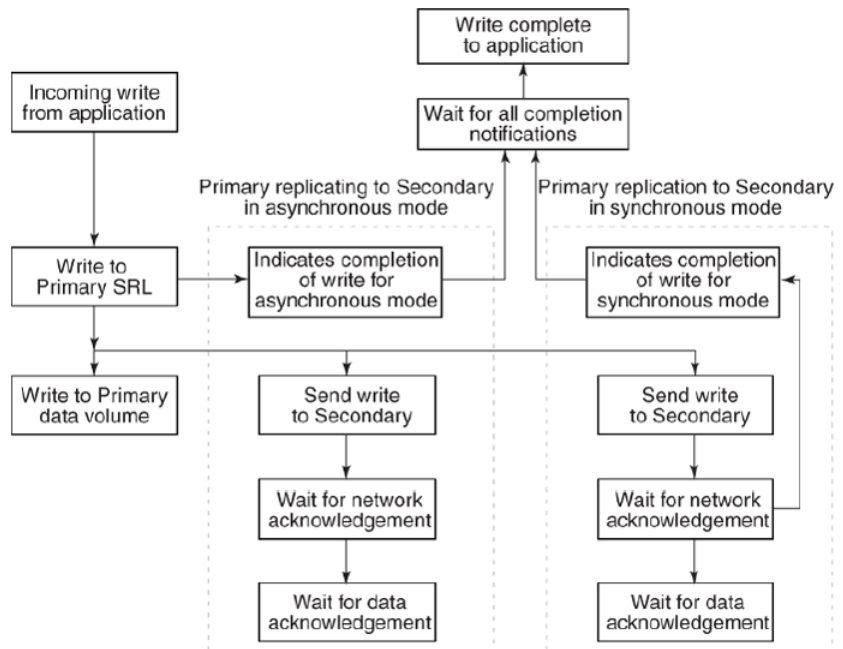 Write complete
to application
Incoming write
from application
Wait for all completion
notifications
Primary replicating to Secondary
in asynchronous mode
Primary replication to Secondary
in synchronous mode
Write to
Primary SRL
Indicates completion
of write for
asynchronous mode
Indicates completion
of write for
synchronous mode
Write to Primary
data volume
Send write
to Secondary
Send write
to Secondary
Wait for network
acknowledgement
Wait for network
acknowledgement
Wait for data
acknowledgement
Wait for data
acknowledgement